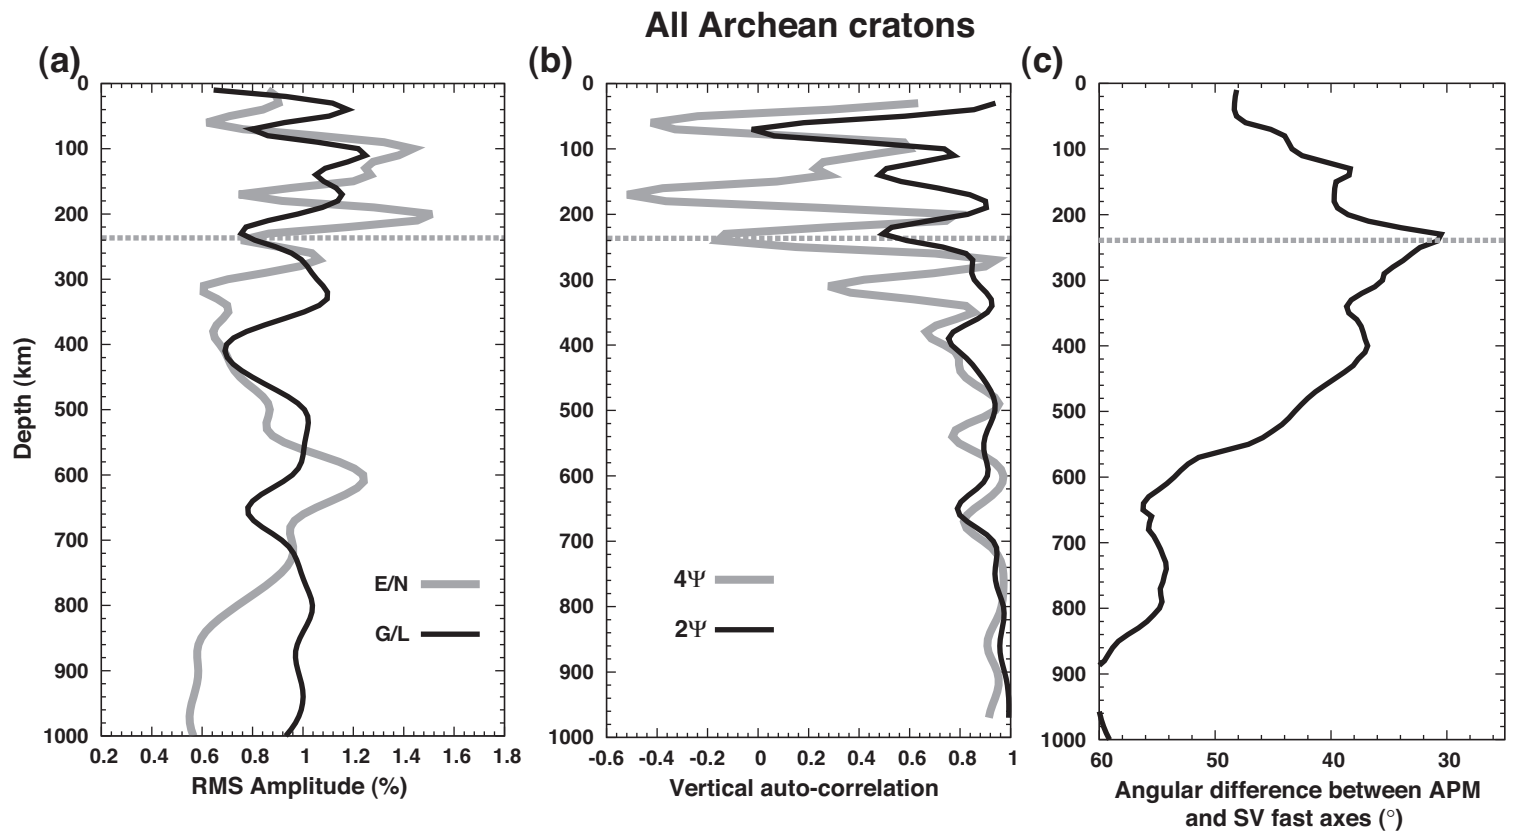 All Archean cratons
(a)
(b)
(c)
0
100
200
300
400
500
600
700
800
900
1000
0.2 0.4 0.6 0.8 1 1.2 1.4 1.6 1.8
RMS Amplitude (%)
Depth (km)
E/N
G/L
0
100
200
300
400
500
600
700
800
900
1000
-0.6 -0.4 -0.2 0 0.2 0.4 0.6 0.8 1
Vertical auto-correlation
4Ψ
2Ψ
0
100
200
300
400
500
600
700
800
900
1000
60 50 40 30
Angular difference between APM
and SV fast axes (°)